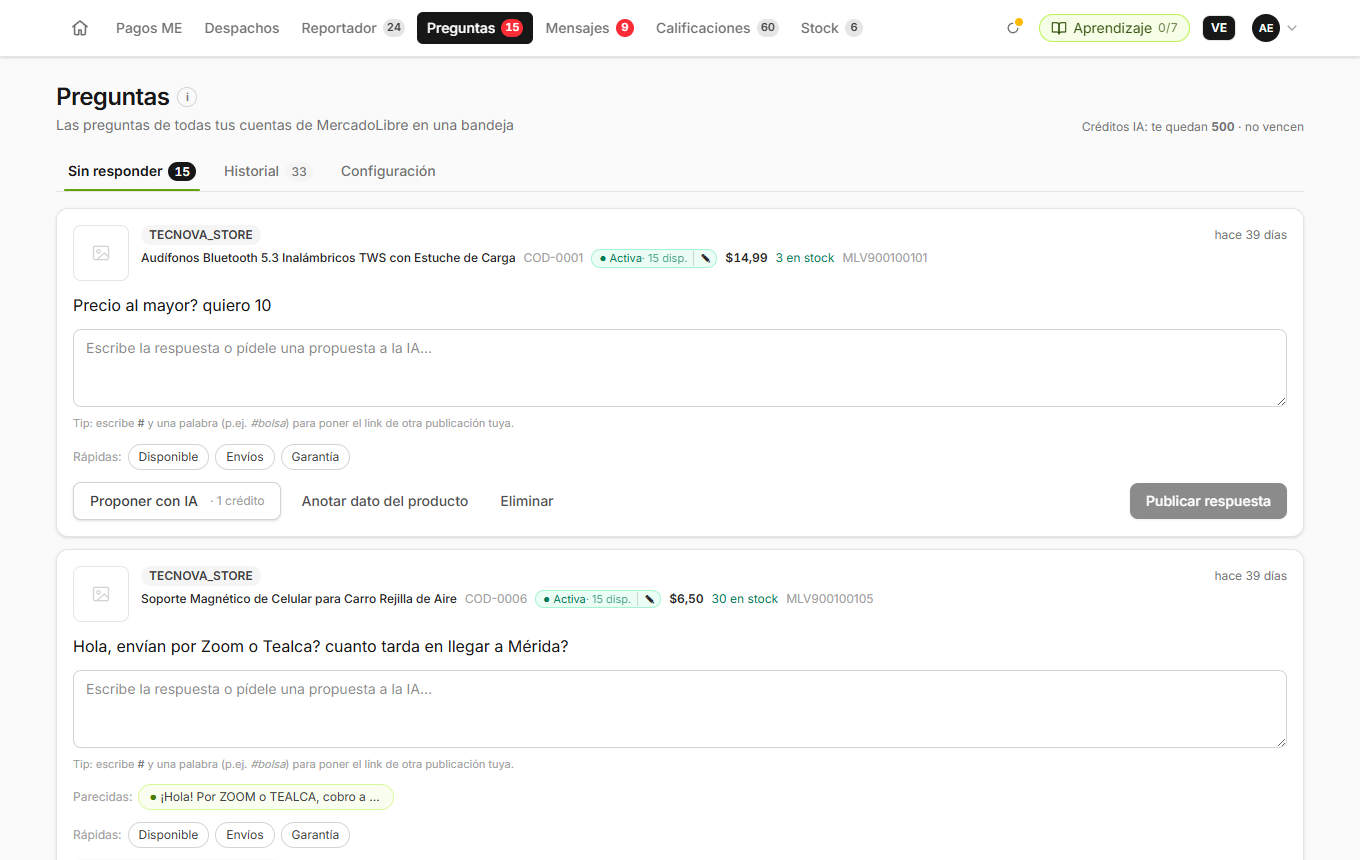 Pagos ME Despachos Reportador 24 Preguntas 15 Mensajes 9 Calificaciones 60 Stock 6 Aprendizaje 0/7 VE AE
Preguntas i
Las preguntas de todas tus cuentas de MercadoLibre en una bandeja
Créditos IA: te quedan 500 · no vencen
Sin responder 15 Historial 33 Configuración
TECNOVA_STORE hace 39 días
Audífonos Bluetooth 5.3 Inalámbricos TWS con Estuche de Carga COD-0001 Activa · 15 disp. $14,99 3 en stock MLV900100101
Precio al mayor? quiero 10
Escribe la respuesta o pídele una propuesta a la IA...
Tip: escribe # y una palabra (p.ej. #bolsa) para poner el link de otra publicación tuya.
Rápidas: Disponible Envíos Garantía
Proponer con IA · 1 crédito Anotar dato del producto Eliminar Publicar respuesta
TECNOVA_STORE hace 39 días
Soporte Magnético de Celular para Carro Rejilla de Aire COD-0006 Activa · 15 disp. $6,50 30 en stock MLV900100105
Hola, envían por Zoom o Tealca? cuanto tarda en llegar a Mérida?
Escribe la respuesta o pídele una propuesta a la IA...
Tip: escribe # y una palabra (p.ej. #bolsa) para poner el link de otra publicación tuya.
Parecidas: ¡Hola! Por ZOOM o TEALCA, cobro a ...
Rápidas: Disponible Envíos Garantía